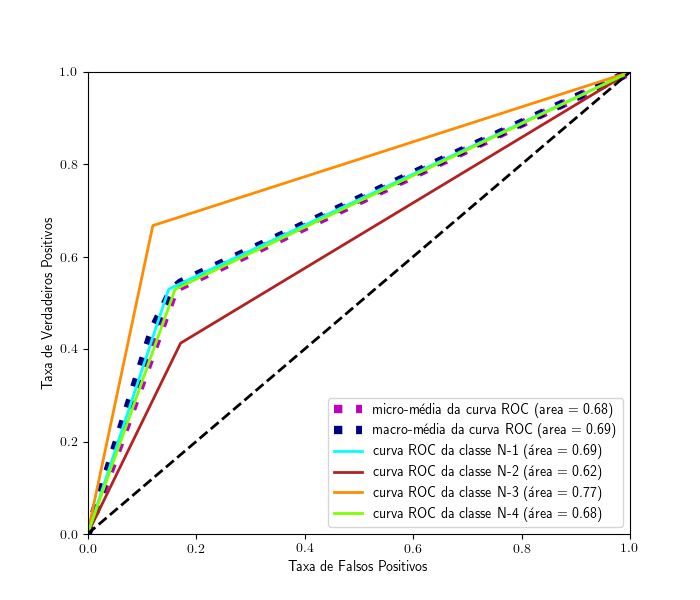 1.0
0.8
0.6
0.4
0.2
0.0
0.0 0.2 0.4 0.6 0.8 1.0
Taxa de Verdadeiros Positivos
Taxa de Falsos Positivos
micro-média da curva ROC (area = 0.68)
macro-média da curva ROC (area = 0.69)
curva ROC da classe N-1 (área = 0.69)
curva ROC da classe N-2 (área = 0.62)
curva ROC da classe N-3 (área = 0.77)
curva ROC da classe N-4 (área = 0.68)